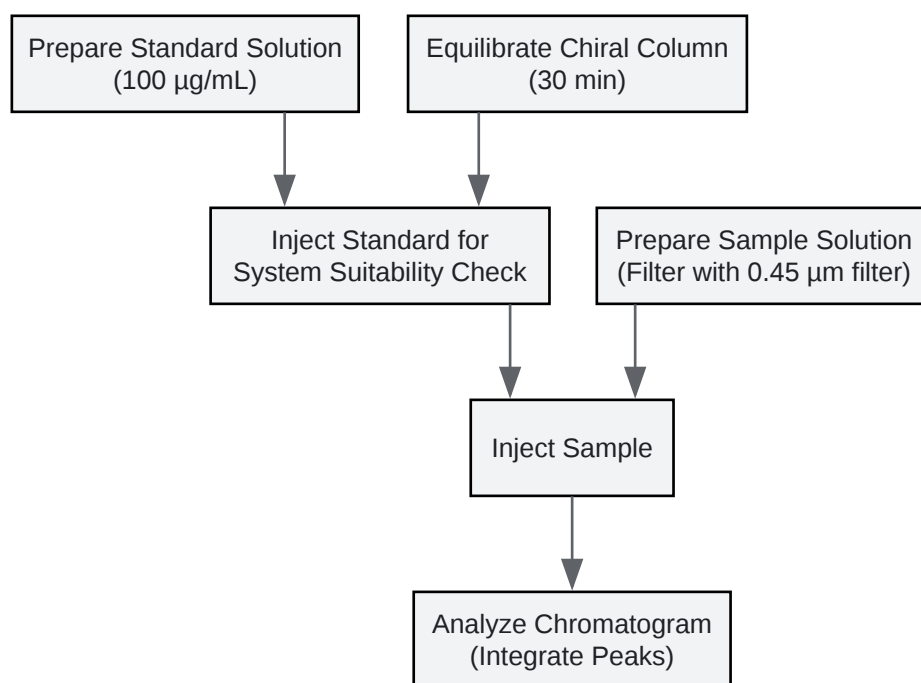 Prepare Standard Solution
(100 µg/mL)
Equilibrate Chiral Column
(30 min)
Inject Standard for
System Suitability Check
Prepare Sample Solution
(Filter with 0.45 µm filter)
Inject Sample
Analyze Chromatogram
(Integrate Peaks)